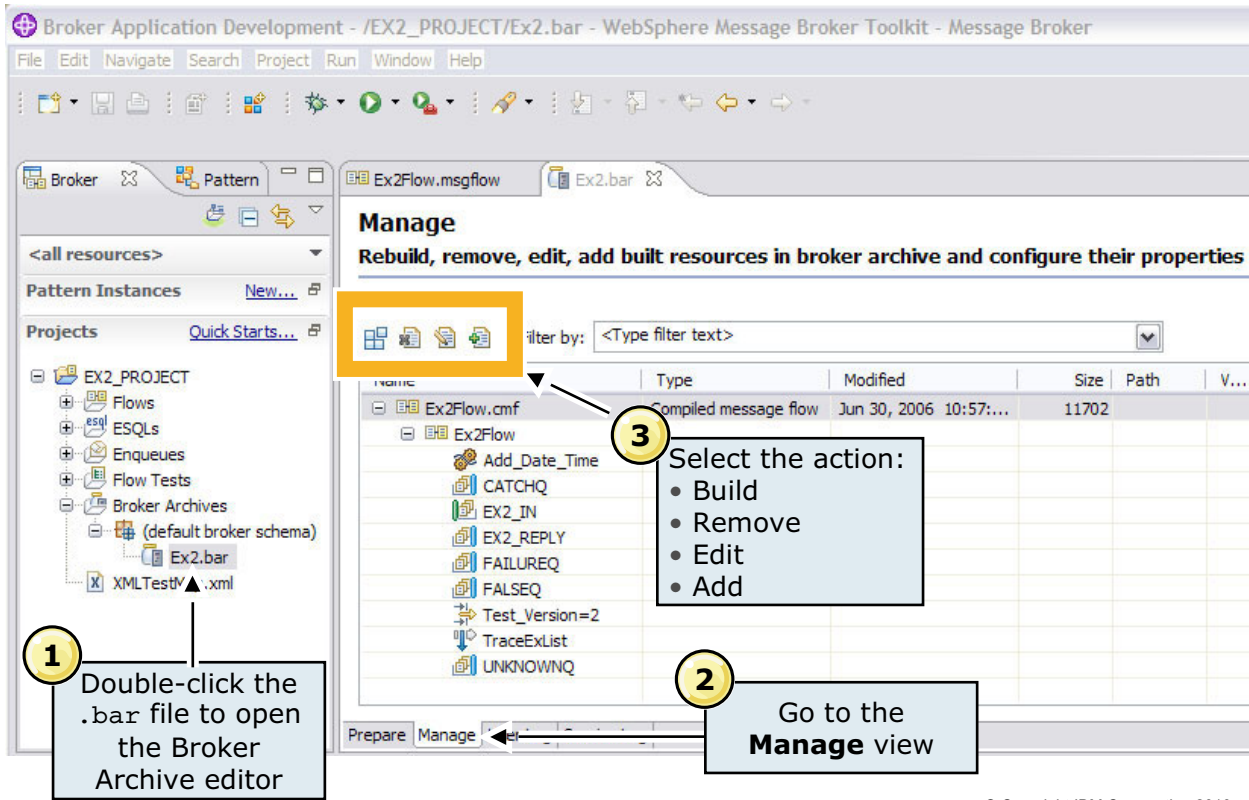 Broker Application Development - /EX2_PROJECT/Ex2.bar - WebSphere Message Broker Toolkit - Message Broker
File Edit Navigate Search Project Run Window Help
Broker Pattern
Ex2Flow.msgflow Ex2.bar
Manage
Rebuild, remove, edit, add built resources in broker archive and configure their properties
<all resources>
Pattern Instances New...
Projects Quick Starts...
ilter by: <Type filter text>
Name Type Modified Size Path V...
EX2_PROJECT
Flows
ESQLs
Enqueues
Flow Tests
Broker Archives
(default broker schema)
Ex2.bar
Ex2Flow.cmf Compiled message flow Jun 30, 2006 10:57:... 11702
Ex2Flow
Add_Date_Time
CATCHQ
EX2_IN
EX2_REPLY
FAILUREQ
FALSEQ
Test_Version=2
TraceExList
UNKNOWNQ
3
Select the action:
• Build
• Remove
• Edit
• Add
1
Double-click the
.bar file to open
the Broker
Archive editor
2
Go to the
Manage view
Prepare Manage